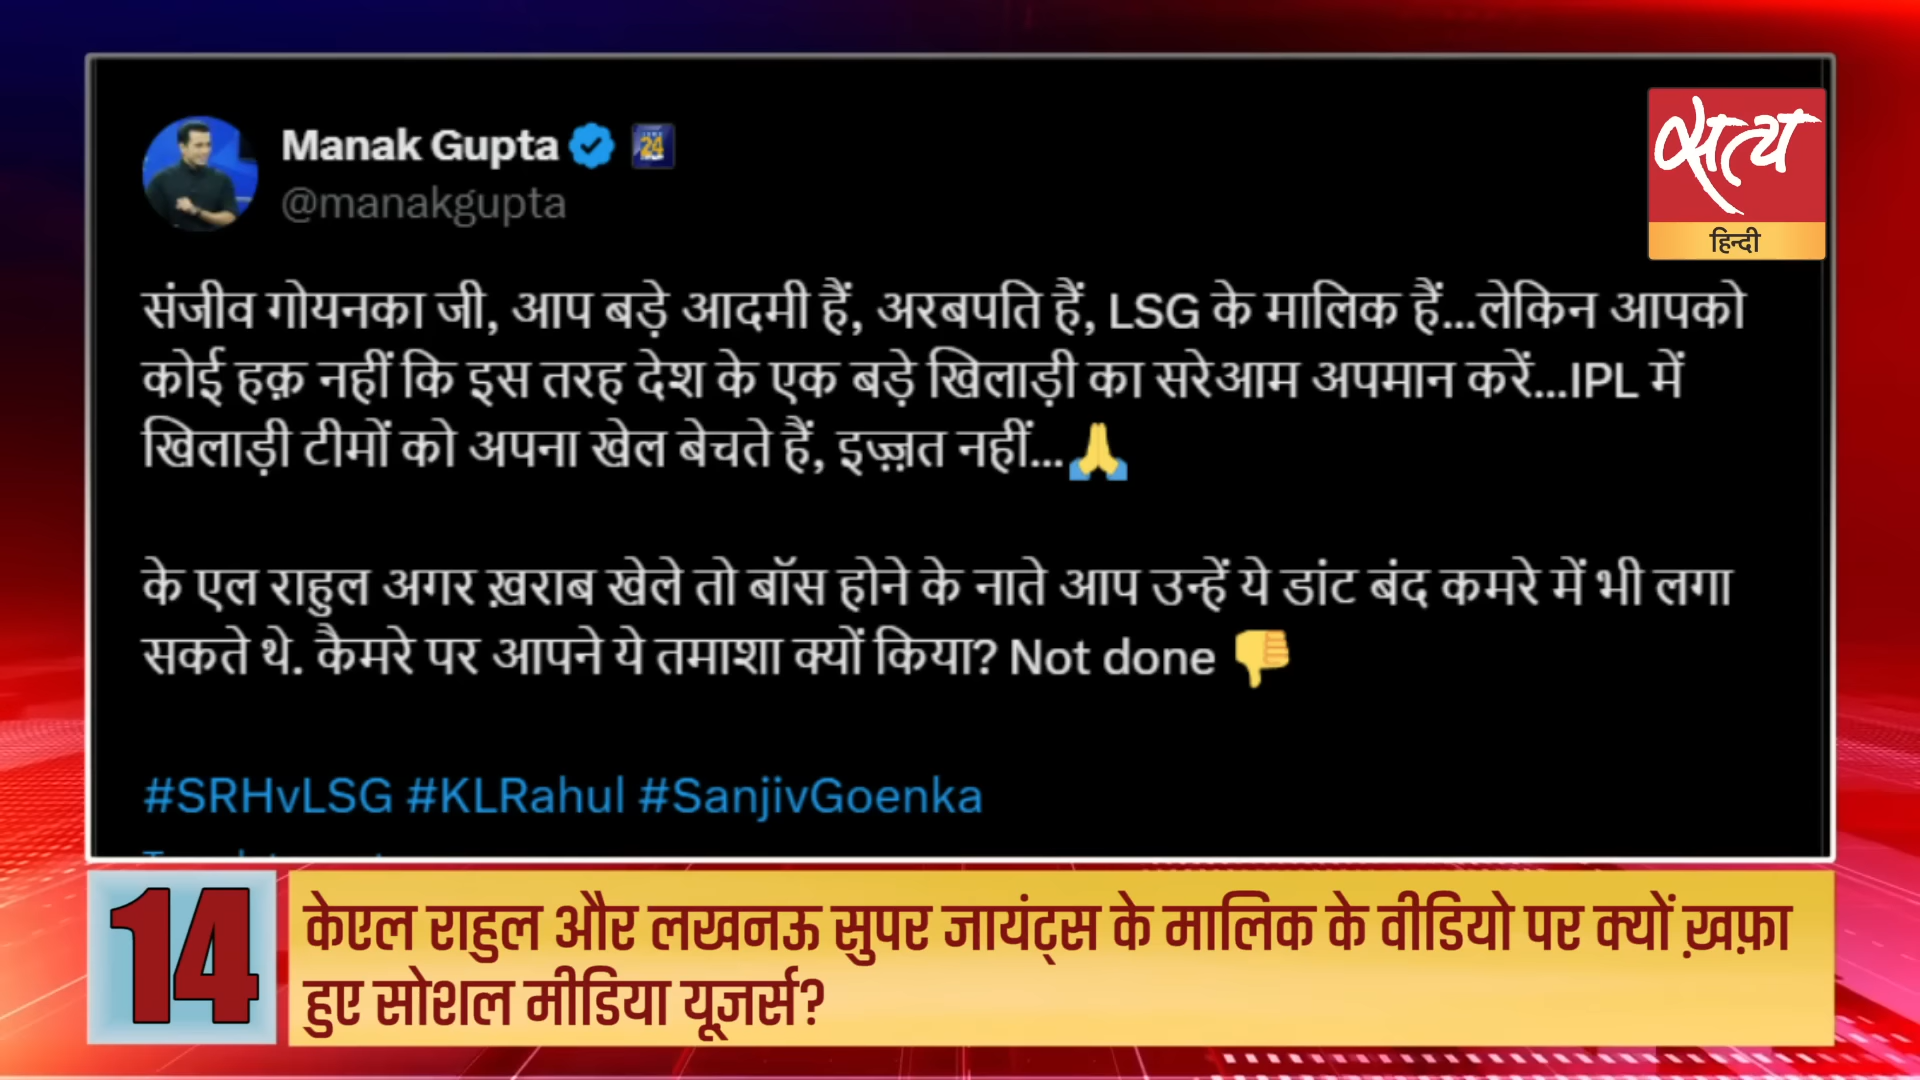 Manak Gupta
24
@manakgupta
सत्य
हिन्दी
संजीव गोयनका जी, आप बड़े आदमी हैं, अरबपति हैं, LSG के मालिक हैं...लेकिन आपको
कोई हक़ नहीं कि इस तरह देश के एक बड़े खिलाड़ी का सरेआम अपमान करें...IPL में
खिलाड़ी टीमों को अपना खेल बेचते हैं, इज़्ज़त नहीं...🙏
के एल राहुल अगर ख़राब खेले तो बॉस होने के नाते आप उन्हें ये डांट बंद कमरे में भी लगा
सकते थे. कैमरे पर आपने ये तमाशा क्यों किया? Not done 👎
#SRHvLSG #KLRahul #SanjivGoenka
14
केएल राहुल और लखनऊ सुपर जायंट्स के मालिक के वीडियो पर क्यों ख़फ़ा
हुए सोशल मीडिया यूज़र्स?